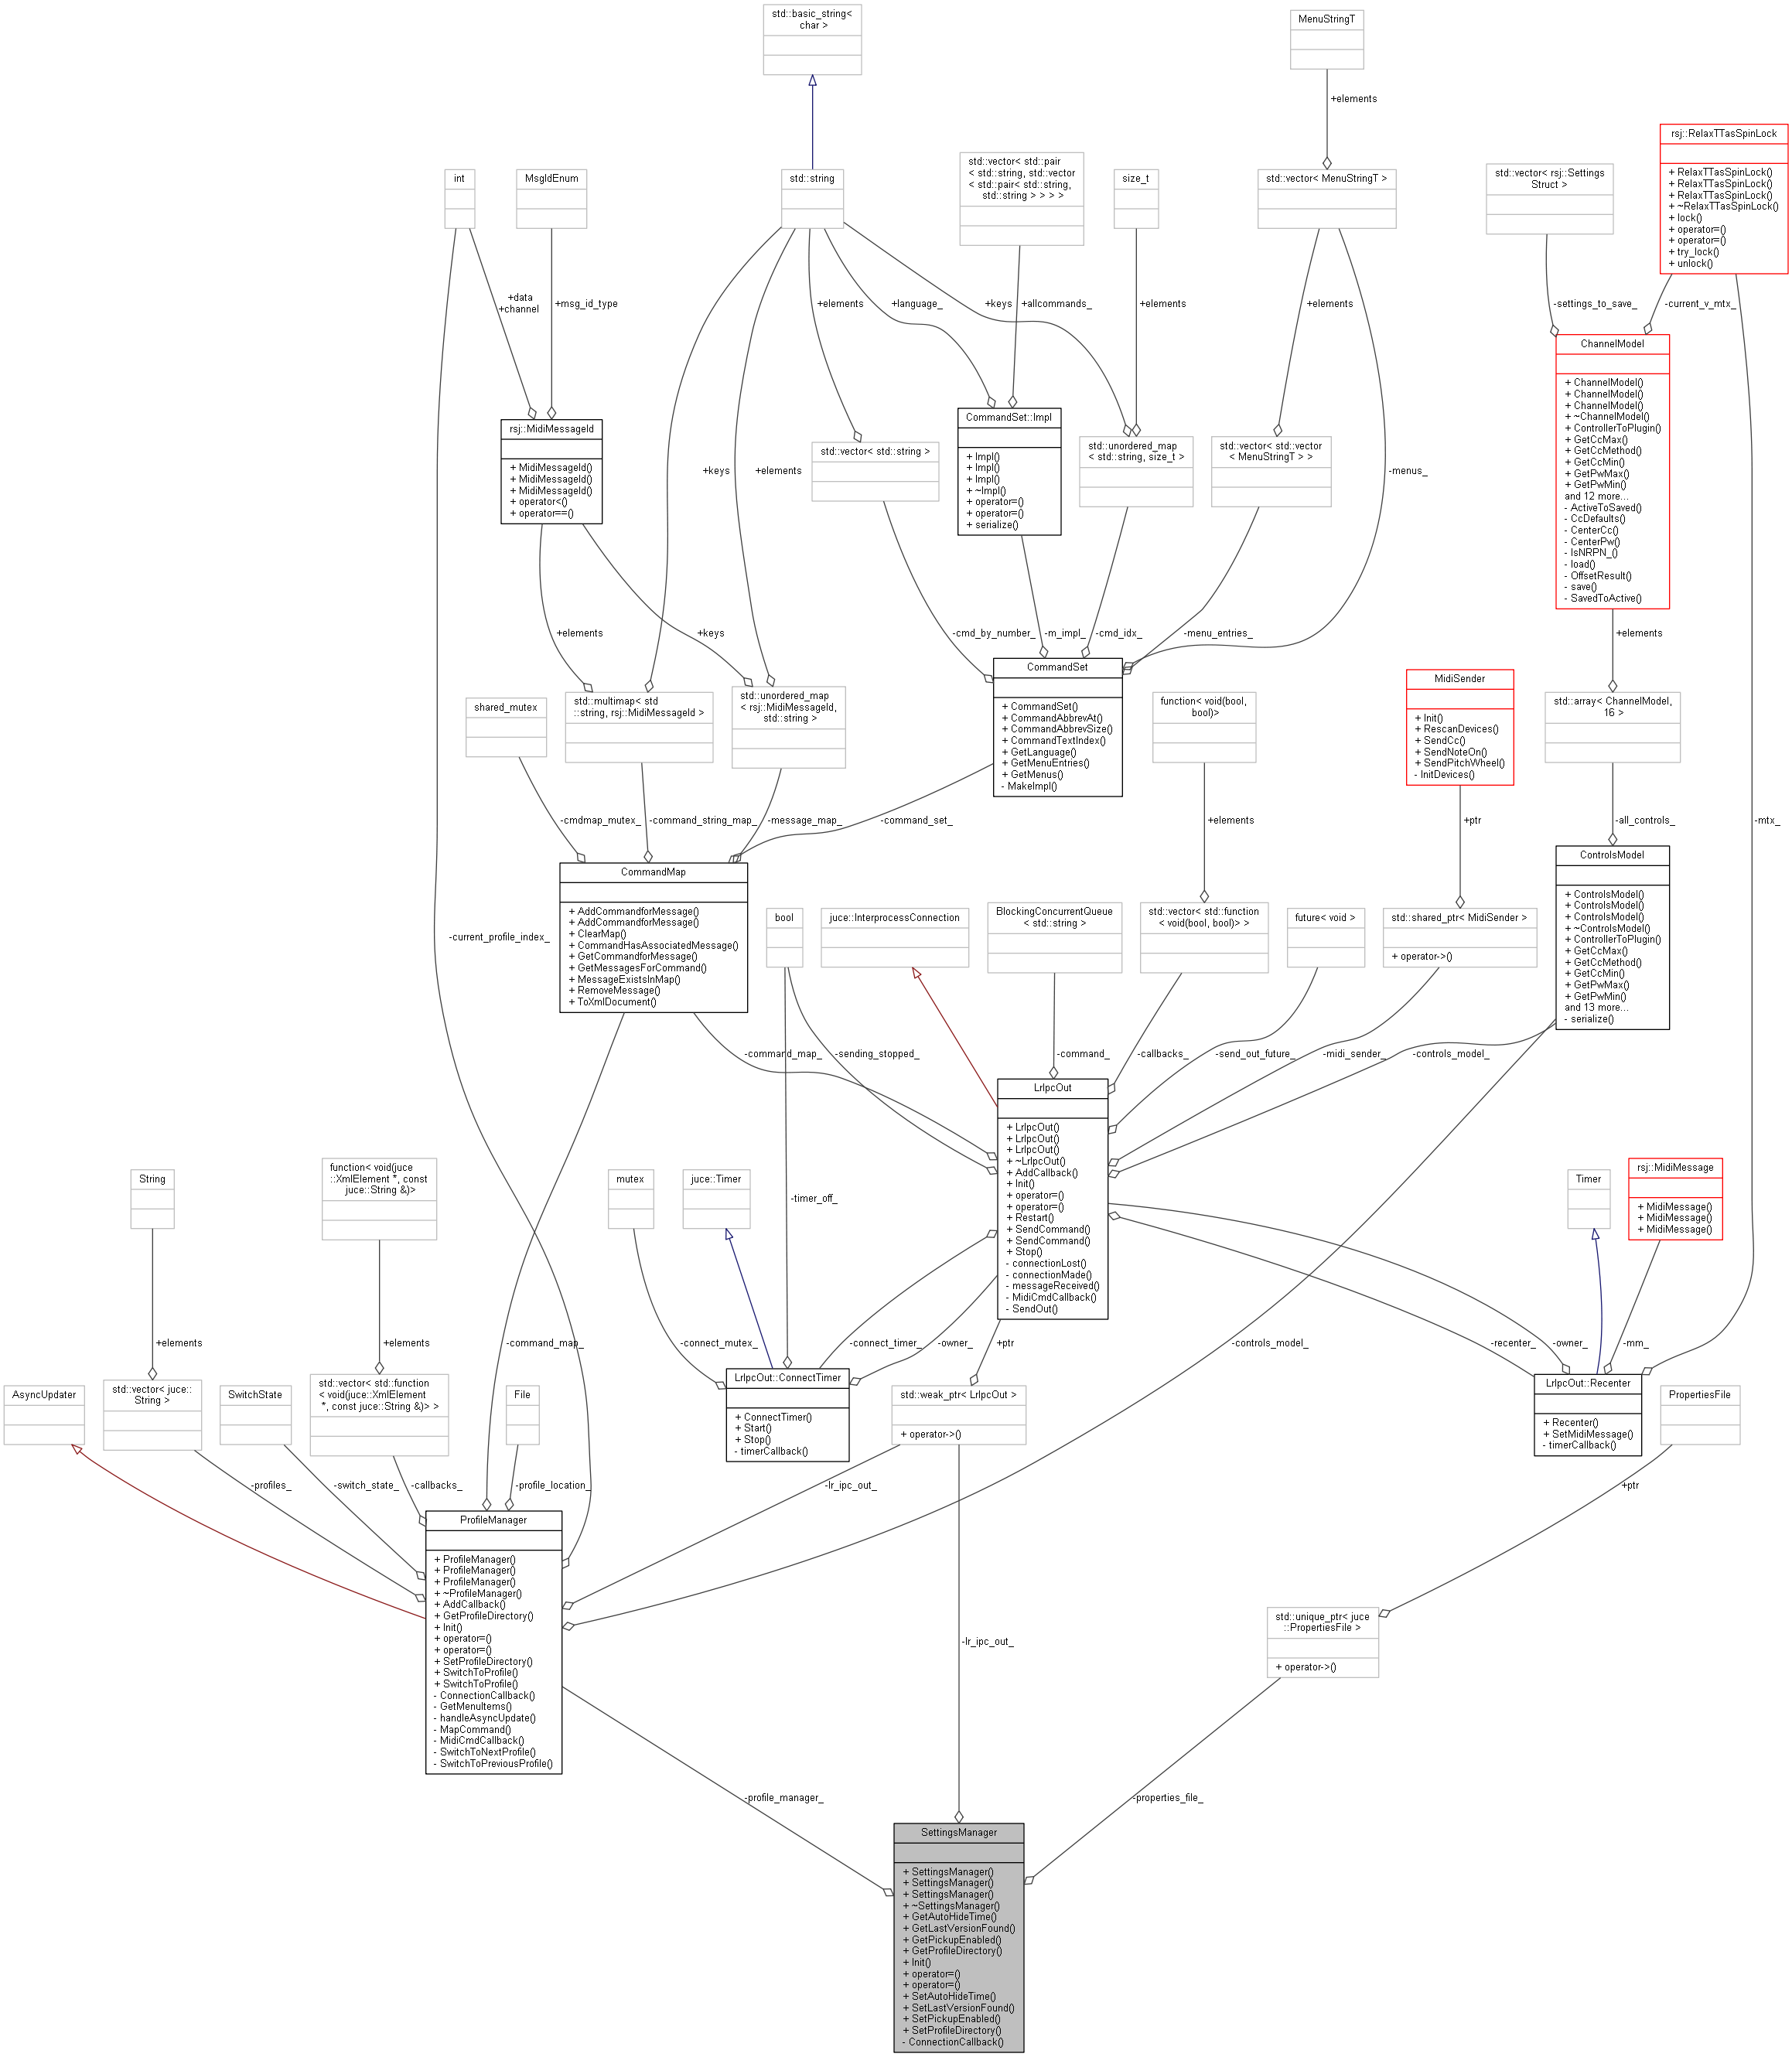 std::basic_string<
char >
MenuStringT
+elements
rsj::RelaxTTasSpinLock
+ RelaxTTasSpinLock()
+ RelaxTTasSpinLock()
+ RelaxTTasSpinLock()
+ ~RelaxTTasSpinLock()
+ lock()
+ operator=()
+ operator=()
+ try_lock()
+ unlock()
int
MsgIdEnum
std::string
std::vector< std::pair
< std::string, std::vector
< std::pair< std::string,
std::string > > > >
size_t
std::vector< MenuStringT >
std::vector< rsj::Settings
Struct >
+data
+channel
+msg_id_type
+elements
+language_
+allcommands_
+keys
+elements
+elements
-settings_to_save_
-current_v_mtx_
rsj::MidiMessageId
+ MidiMessageId()
+ MidiMessageId()
+ MidiMessageId()
+ operator<()
+ operator==()
+keys
+elements
std::vector< std::string >
CommandSet::Impl
+ Impl()
+ Impl()
+ Impl()
+ ~Impl()
+ operator=()
+ operator=()
+ serialize()
std::unordered_map
< std::string, size_t >
std::vector< std::vector
< MenuStringT > >
-menus_
ChannelModel
+ ChannelModel()
+ ChannelModel()
+ ChannelModel()
+ ~ChannelModel()
+ ControllerToPlugin()
+ GetCcMax()
+ GetCcMethod()
+ GetCcMin()
+ GetPwMax()
+ GetPwMin()
and 12 more...
- ActiveToSaved()
- CcDefaults()
- CenterCc()
- CenterPw()
- IsNRPN_()
- load()
- OffsetResult()
- save()
- SavedToActive()
+elements
+keys
-cmd_by_number_
-m_impl_
-cmd_idx_
-menu_entries_
+elements
shared_mutex
std::multimap< std
::string, rsj::MidiMessageId >
std::unordered_map
< rsj::MidiMessageId,
std::string >
CommandSet
+ CommandSet()
+ CommandAbbrevAt()
+ CommandAbbrevSize()
+ CommandTextIndex()
+ GetLanguage()
+ GetMenuEntries()
+ GetMenus()
- MakeImpl()
function< void(bool,
bool)>
MidiSender
+ Init()
+ RescanDevices()
+ SendCc()
+ SendNoteOn()
+ SendPitchWheel()
- InitDevices()
std::array< ChannelModel,
16 >
-cmdmap_mutex_
-command_string_map_
-message_map_
-command_set_
+elements
+ptr
-all_controls_
-mtx_
CommandMap
+ AddCommandforMessage()
+ AddCommandforMessage()
+ ClearMap()
+ CommandHasAssociatedMessage()
+ GetCommandforMessage()
+ GetMessagesForCommand()
+ MessageExistsInMap()
+ RemoveMessage()
+ ToXmlDocument()
-current_profile_index_
bool
juce::InterprocessConnection
BlockingConcurrentQueue
< std::string >
std::vector< std::function
< void(bool, bool)> >
future< void >
std::shared_ptr< MidiSender >
+ operator->()
ControlsModel
+ ControlsModel()
+ ControlsModel()
+ ControlsModel()
+ ~ControlsModel()
+ ControllerToPlugin()
+ GetCcMax()
+ GetCcMethod()
+ GetCcMin()
+ GetPwMax()
+ GetPwMin()
and 13 more...
- serialize()
-command_map_
-sending_stopped_
-command_
-callbacks_
-send_out_future_
-midi_sender_
-controls_model_
LrIpcOut
+ LrIpcOut()
+ LrIpcOut()
+ LrIpcOut()
+ ~LrIpcOut()
+ AddCallback()
+ Init()
+ operator=()
+ operator=()
+ Restart()
+ SendCommand()
+ SendCommand()
+ Stop()
- connectionLost()
- connectionMade()
- messageReceived()
- MidiCmdCallback()
- SendOut()
String
function< void(juce
::XmlElement *, const
juce::String &)>
mutex
juce::Timer
-timer_off_
Timer
rsj::MidiMessage
+ MidiMessage()
+ MidiMessage()
+ MidiMessage()
+elements
+elements
-command_map_
-connect_mutex_
-connect_timer_
-owner_
+ptr
-controls_model_
-recenter_
-owner_
-mm_
AsyncUpdater
std::vector< juce::
String >
SwitchState
std::vector< std::function
< void(juce::XmlElement
*, const juce::String &)> >
File
LrIpcOut::ConnectTimer
+ ConnectTimer()
+ Start()
+ Stop()
- timerCallback()
std::weak_ptr< LrIpcOut >
+ operator->()
LrIpcOut::Recenter
+ Recenter()
+ SetMidiMessage()
- timerCallback()
PropertiesFile
-profiles_
-switch_state_
-callbacks_
-profile_location_
-lr_ipc_out_
+ptr
ProfileManager
+ ProfileManager()
+ ProfileManager()
+ ProfileManager()
+ ~ProfileManager()
+ AddCallback()
+ GetProfileDirectory()
+ Init()
+ operator=()
+ operator=()
+ SetProfileDirectory()
+ SwitchToProfile()
+ SwitchToProfile()
- ConnectionCallback()
- GetMenuItems()
- handleAsyncUpdate()
- MapCommand()
- MidiCmdCallback()
- SwitchToNextProfile()
- SwitchToPreviousProfile()
-lr_ipc_out_
std::unique_ptr< juce
::PropertiesFile >
+ operator->()
-profile_manager_
-properties_file_
SettingsManager
+ SettingsManager()
+ SettingsManager()
+ SettingsManager()
+ ~SettingsManager()
+ GetAutoHideTime()
+ GetLastVersionFound()
+ GetPickupEnabled()
+ GetProfileDirectory()
+ Init()
+ operator=()
+ operator=()
+ SetAutoHideTime()
+ SetLastVersionFound()
+ SetPickupEnabled()
+ SetProfileDirectory()
- ConnectionCallback()